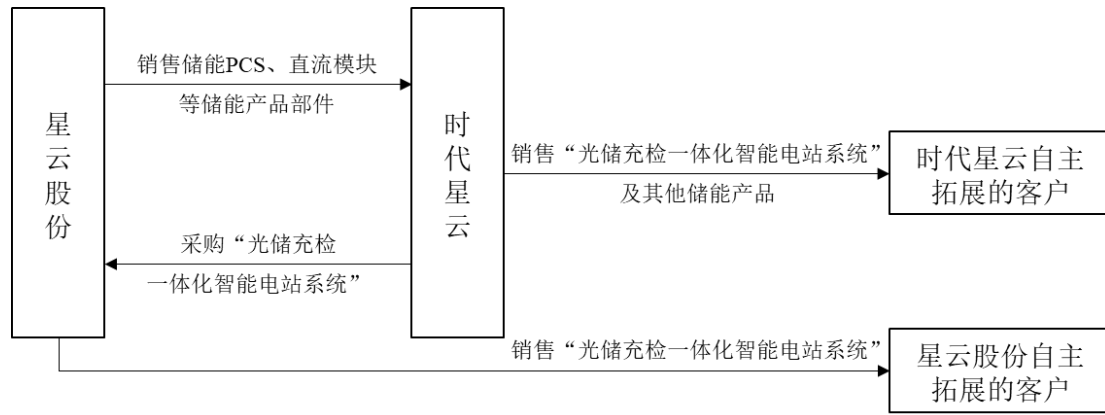 星云股份
销售储能PCS、直流模块
等储能产品部件
采购“光储充检
一体化智能电站系统”
时代星云
销售“光储充检一体化智能电站系统”
及其他储能产品
时代星云自主
拓展的客户
销售“光储充检一体化智能电站系统”
星云股份自主
拓展的客户